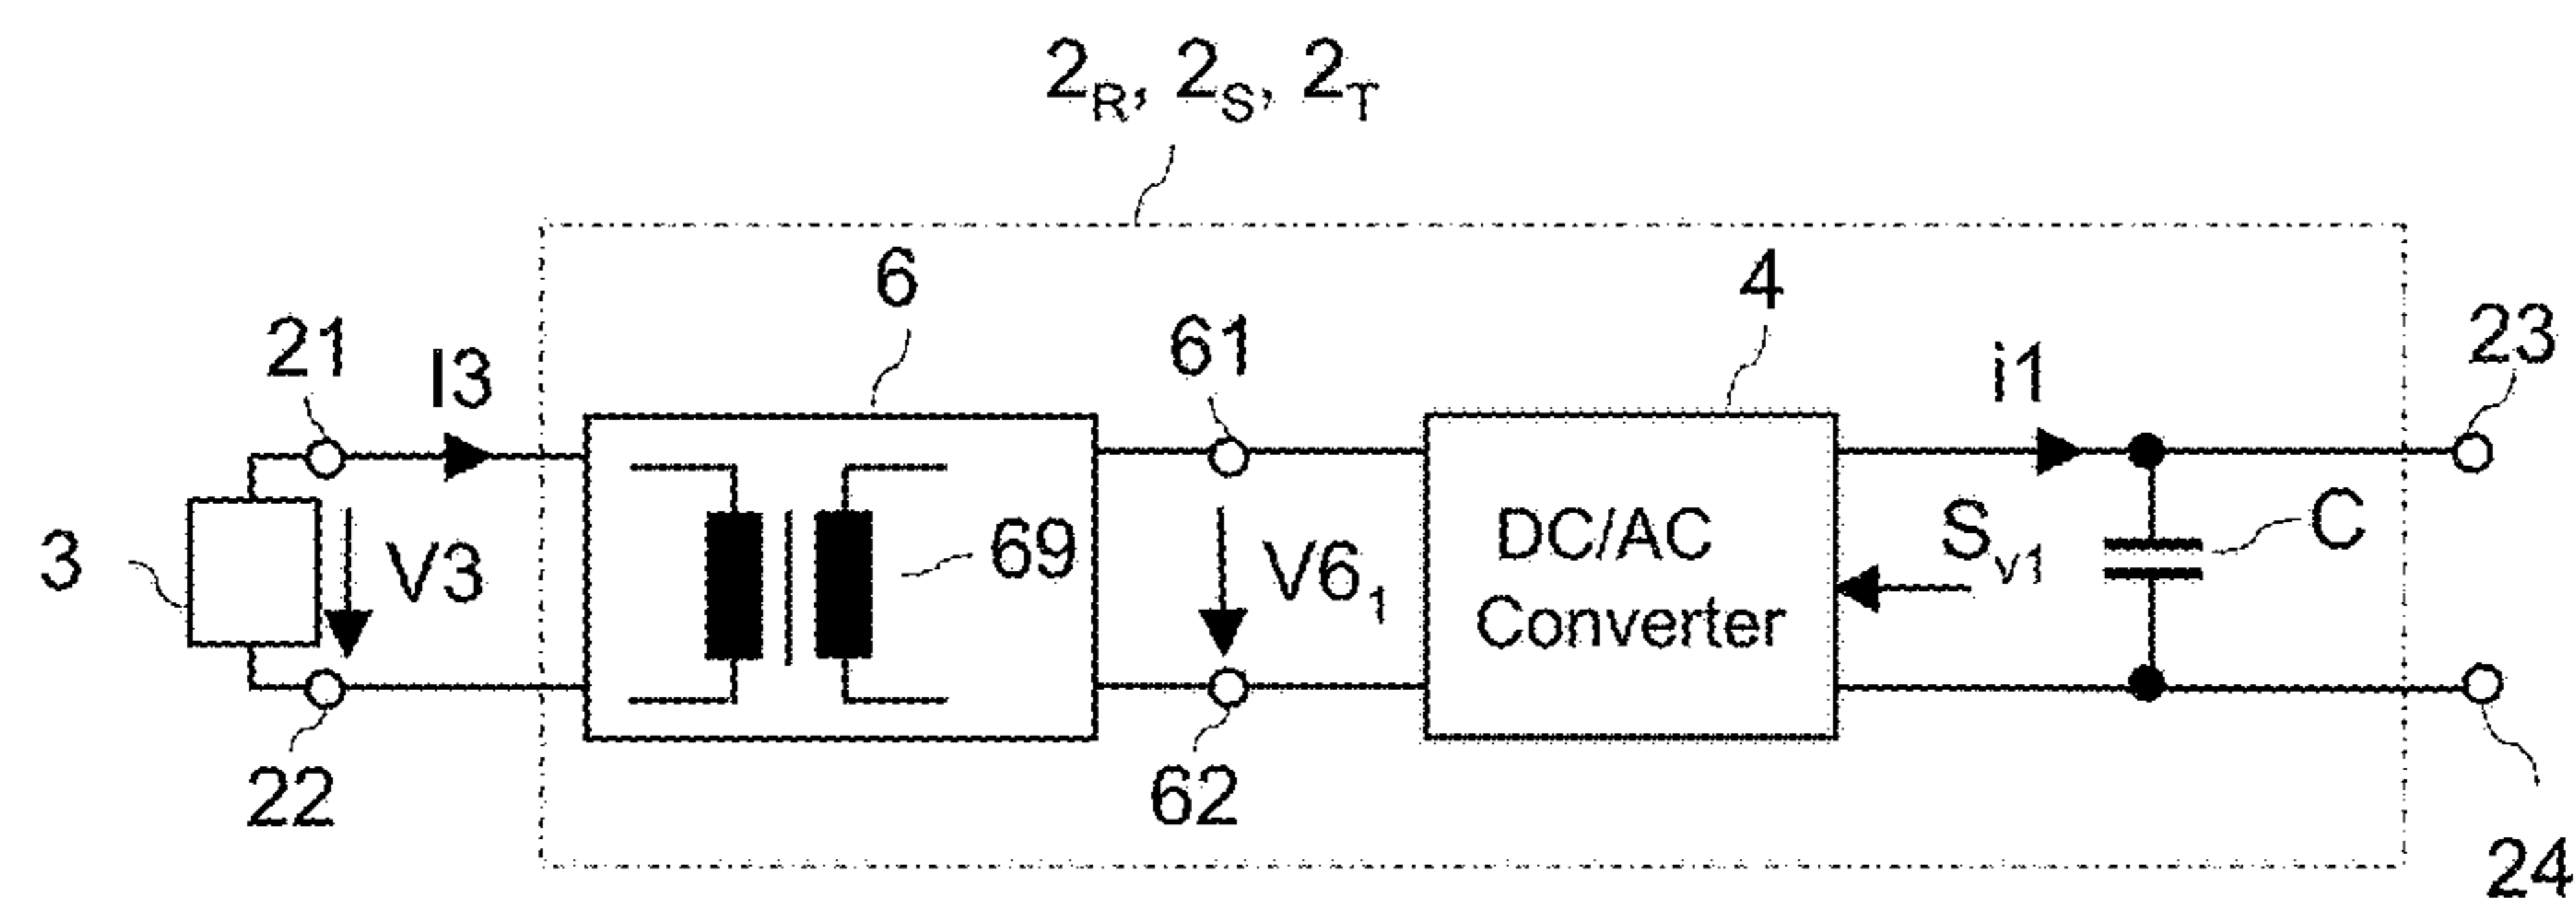 2R, 2S, 2T
6
4
21
I3
61
i1
23
3
V3
69
V61
DC/AC
Converter
Sv1
C
22
62
24